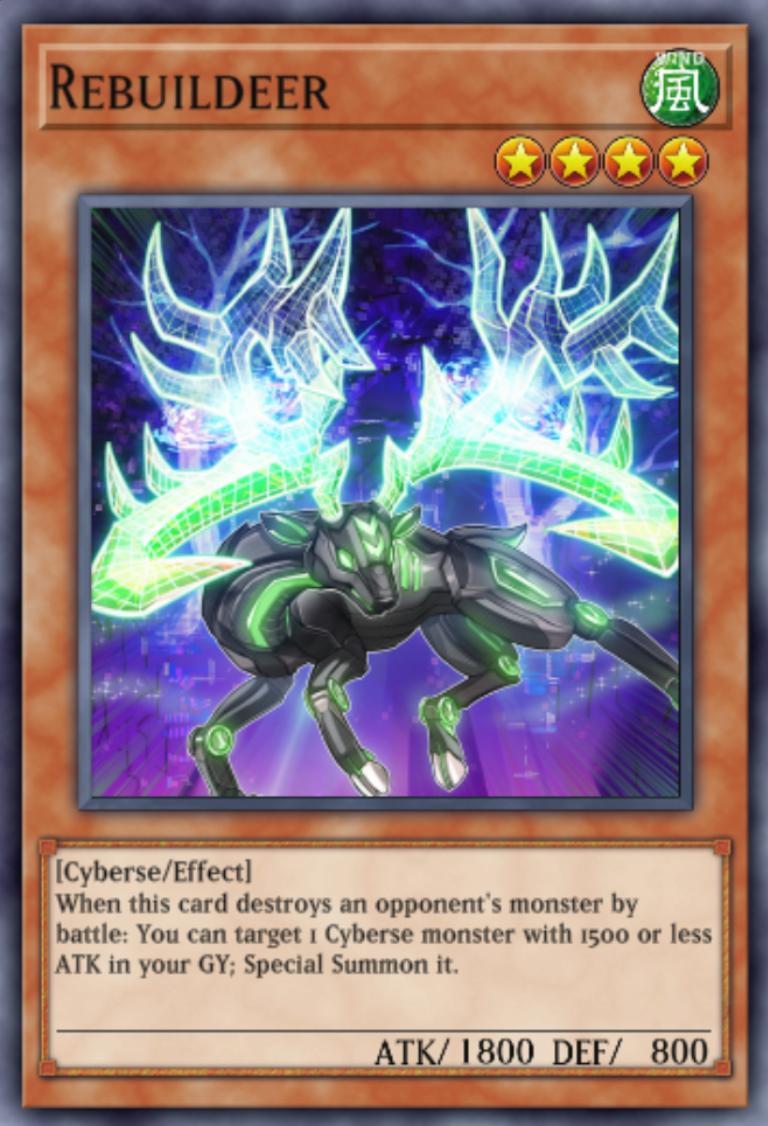 REBUILDEER
WIND
風
[Cyberse/Effect]
When this card destroys an opponent's monster by
battle: You can target 1 Cyberse monster with 1500 or less
ATK in your GY; Special Summon it.
ATK/ 1800 DEF/ 800